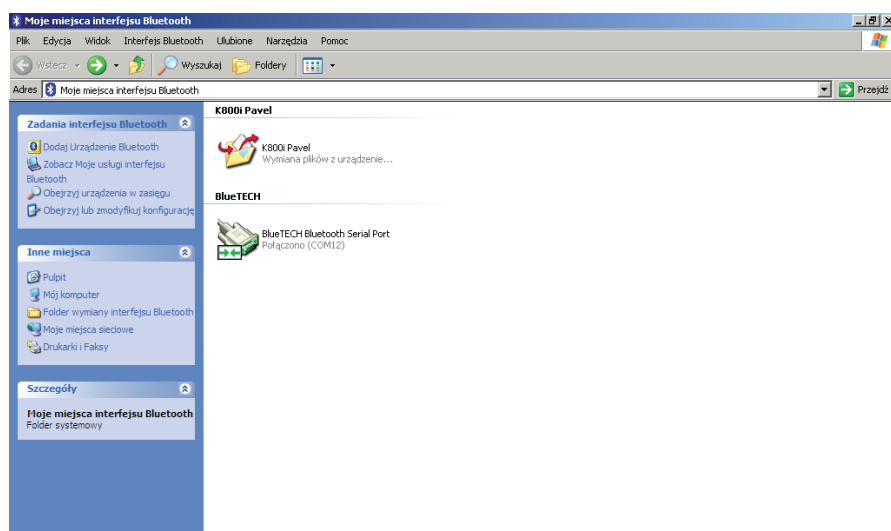 Moje miejsca interfejsu Bluetooth
Plik Edycja Widok Interfejs Bluetooth Ulubione Narzędzia Pomoc
Wstecz Wyszukaj Foldery
Adres Moje miejsca interfejsu Bluetooth Przejdź
Zadania interfejsu Bluetooth
Dodaj Urządzenie Bluetooth
Zobacz Moje usługi interfejsu
Bluetooth
Obejrzyj urządzenia w zasięgu
Obejrzyj lub zmodyfikuj konfigurację
Inne miejsca
Pulpit
Mój komputer
Folder wymiany interfejsu Bluetooth
Moje miejsca sieciowe
Drukarki i Faksy
Szczegóły
Moje miejsca interfejsu Bluetooth
Folder systemowy
K800i Pavel
K800i Pavel
Wymiana plików z urządzenie...
BlueTECH
BlueTECH Bluetooth Serial Port
Połączono (COM12)